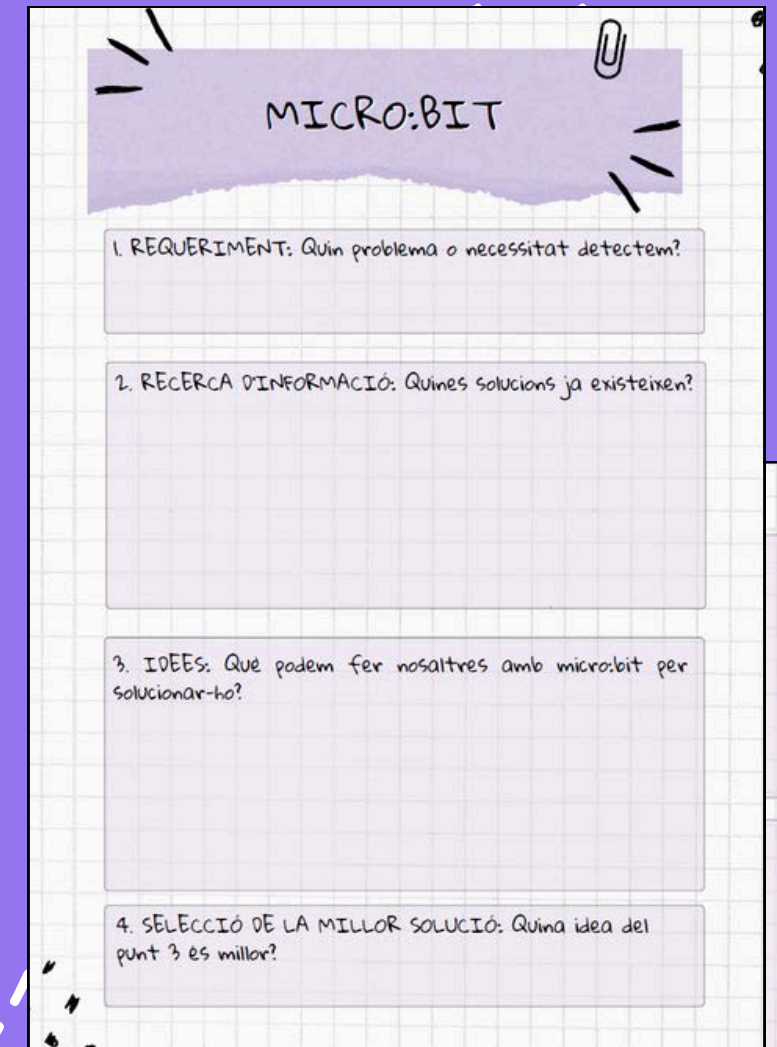 MICRO:BIT
1. REQUERIMENT: Quin problema o necessitat detectem?
2. RECERCA D'INFORMACIÓ: Quines solucions ja existeixen?
3. IDEES: Què podem fer nosaltres amb micro:bit per
solucionar-ho?
4. SELECCIÓ DE LA MILLOR SOLUCIÓ: Quina idea del
punt 3 és millor?